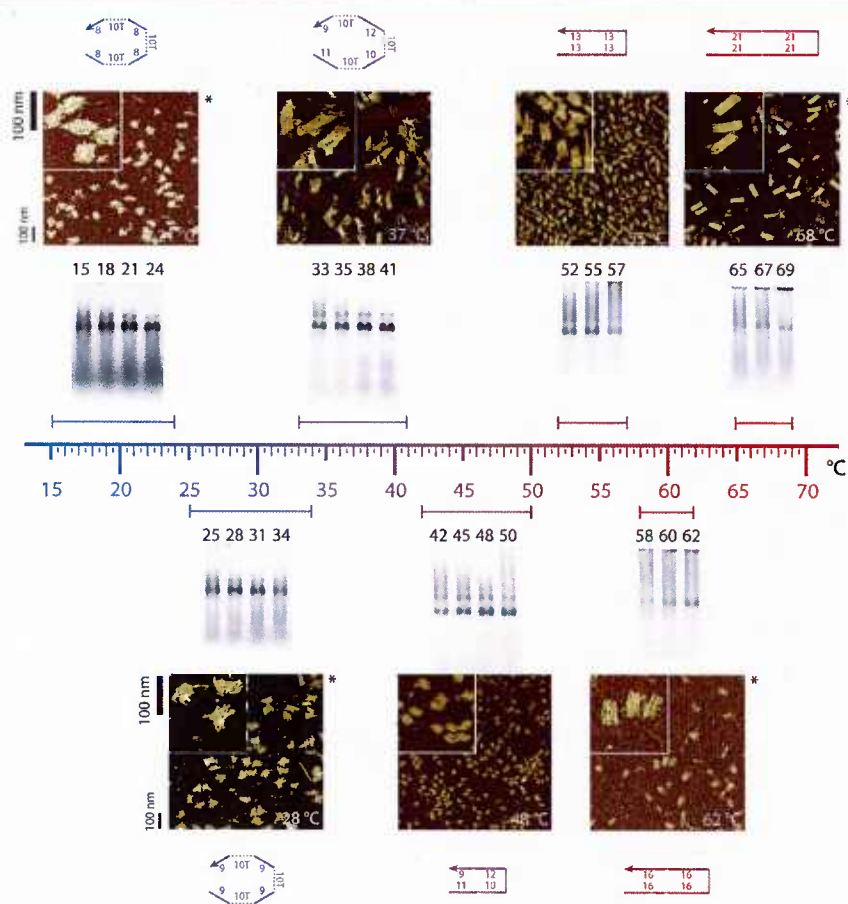 8 10T 8
10T
8 10T 8
9 10T 12
10T
11 10T 10
13 13
13 13
21 21
21 21
100 nm
*
*
100 nm
37 °C
68 °C
15 18 21 24
33 35 38 41
52 55 57
65 67 69
°C
15 20 25 30 35 40 45 50 55 60 65 70
25 28 31 34
42 45 48 50
58 60 62
100 nm
*
*
100 nm
28 °C
48 °C
62 °C
9 10T 9
10T
9 10T 9
9 12
11 10
16 16
16 16